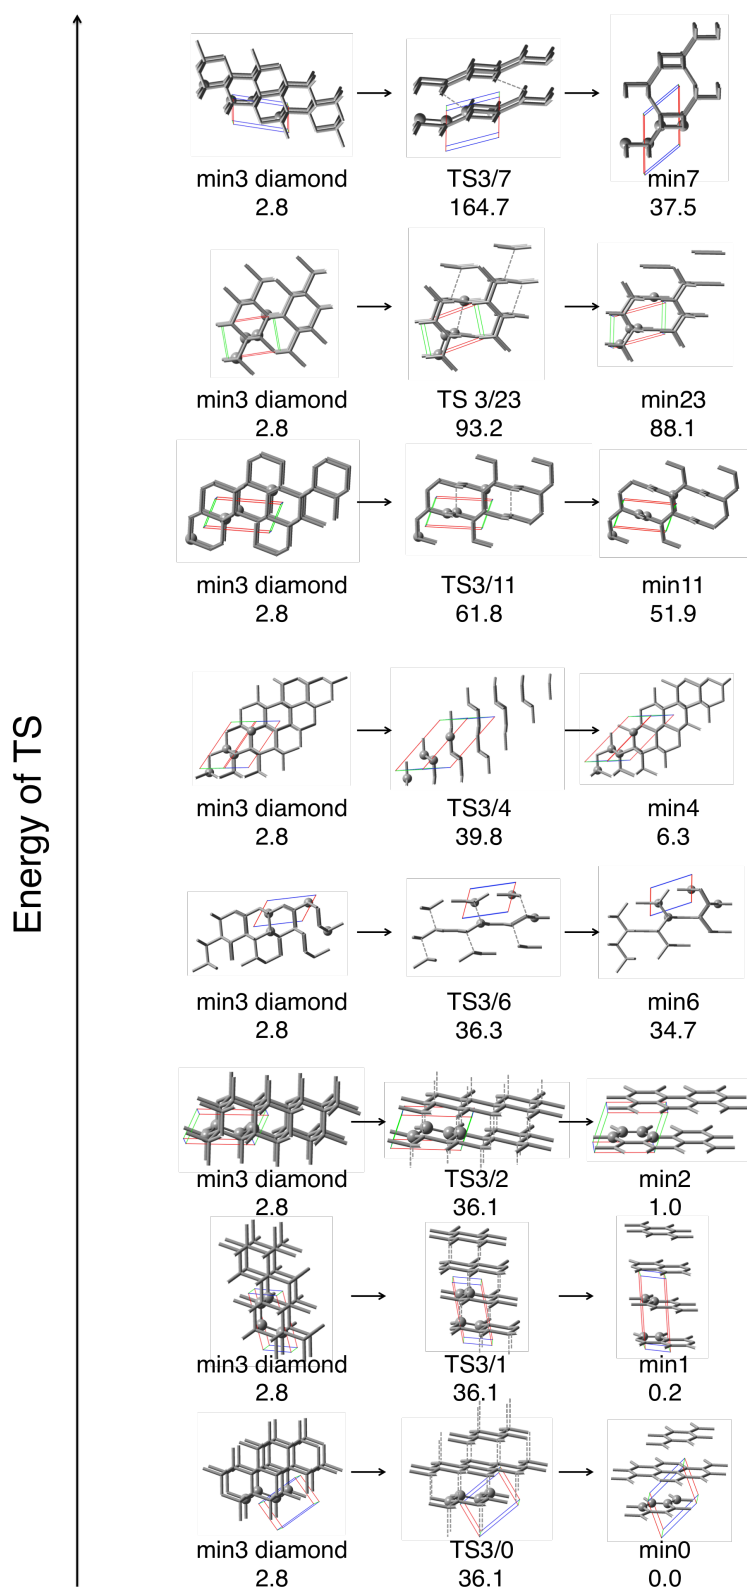 min3 diamond TS3/7 min7
2.8 164.7 37.5
min3 diamond TS 3/23 min23
2.8 93.2 88.1
min3 diamond TS3/11 min11
2.8 61.8 51.9
Energy of TS
min3 diamond TS3/4 min4
2.8 39.8 6.3
min3 diamond TS3/6 min6
2.8 36.3 34.7
min3 diamond TS3/2 min2
2.8 36.1 1.0
min3 diamond TS3/1 min1
2.8 36.1 0.2
min3 diamond TS3/0 min0
2.8 36.1 0.0